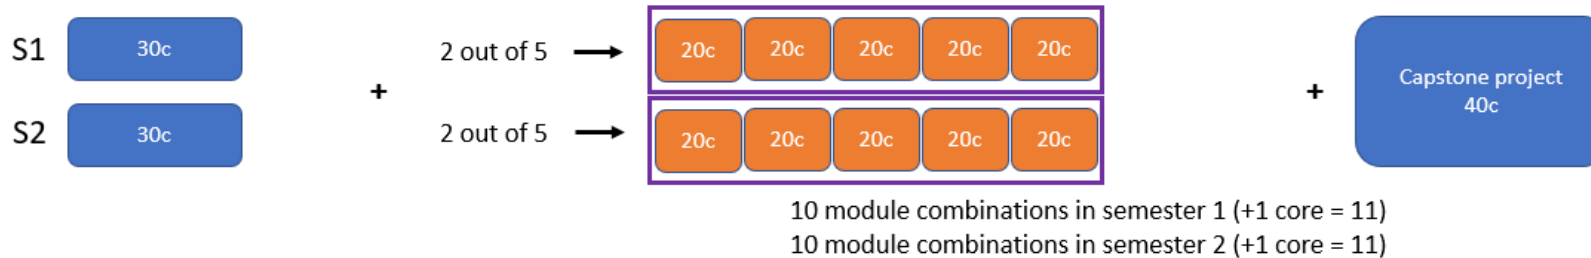 S1
30c
+
2 out of 5
20c
20c
20c
20c
20c
+
Capstone project
40c
S2
30c
2 out of 5
20c
20c
20c
20c
20c
10 module combinations in semester 1 (+1 core = 11)
10 module combinations in semester 2 (+1 core = 11)